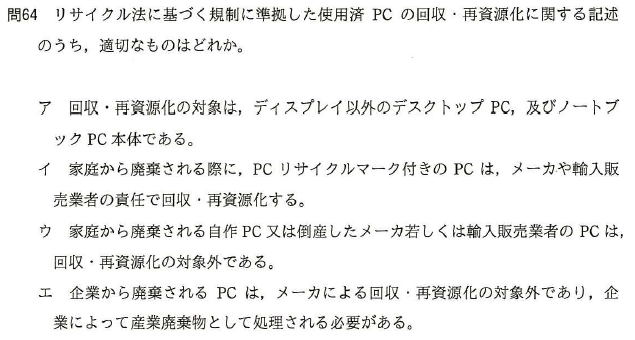 問64 リサイクル法に基づく規制に準拠した使用済 PC の回収・再資源化に関する記述
のうち，適切なものはどれか。
ア 回収・再資源化の対象は，ディスプレイ以外のデスクトップ PC，及びノートブ
ック PC 本体である。
イ 家庭から廃棄される際に，PC リサイクルマーク付きの PC は，メーカや輸入販
売業者の責任で回収・再資源化する。
ウ 家庭から廃棄される自作 PC 又は倒産したメーカ若しくは輸入販売業者の PC は，
回収・再資源化の対象外である。
エ 企業から廃棄される PC は，メーカによる回収・再資源化の対象外であり，企
業によって産業廃棄物として処理される必要がある。